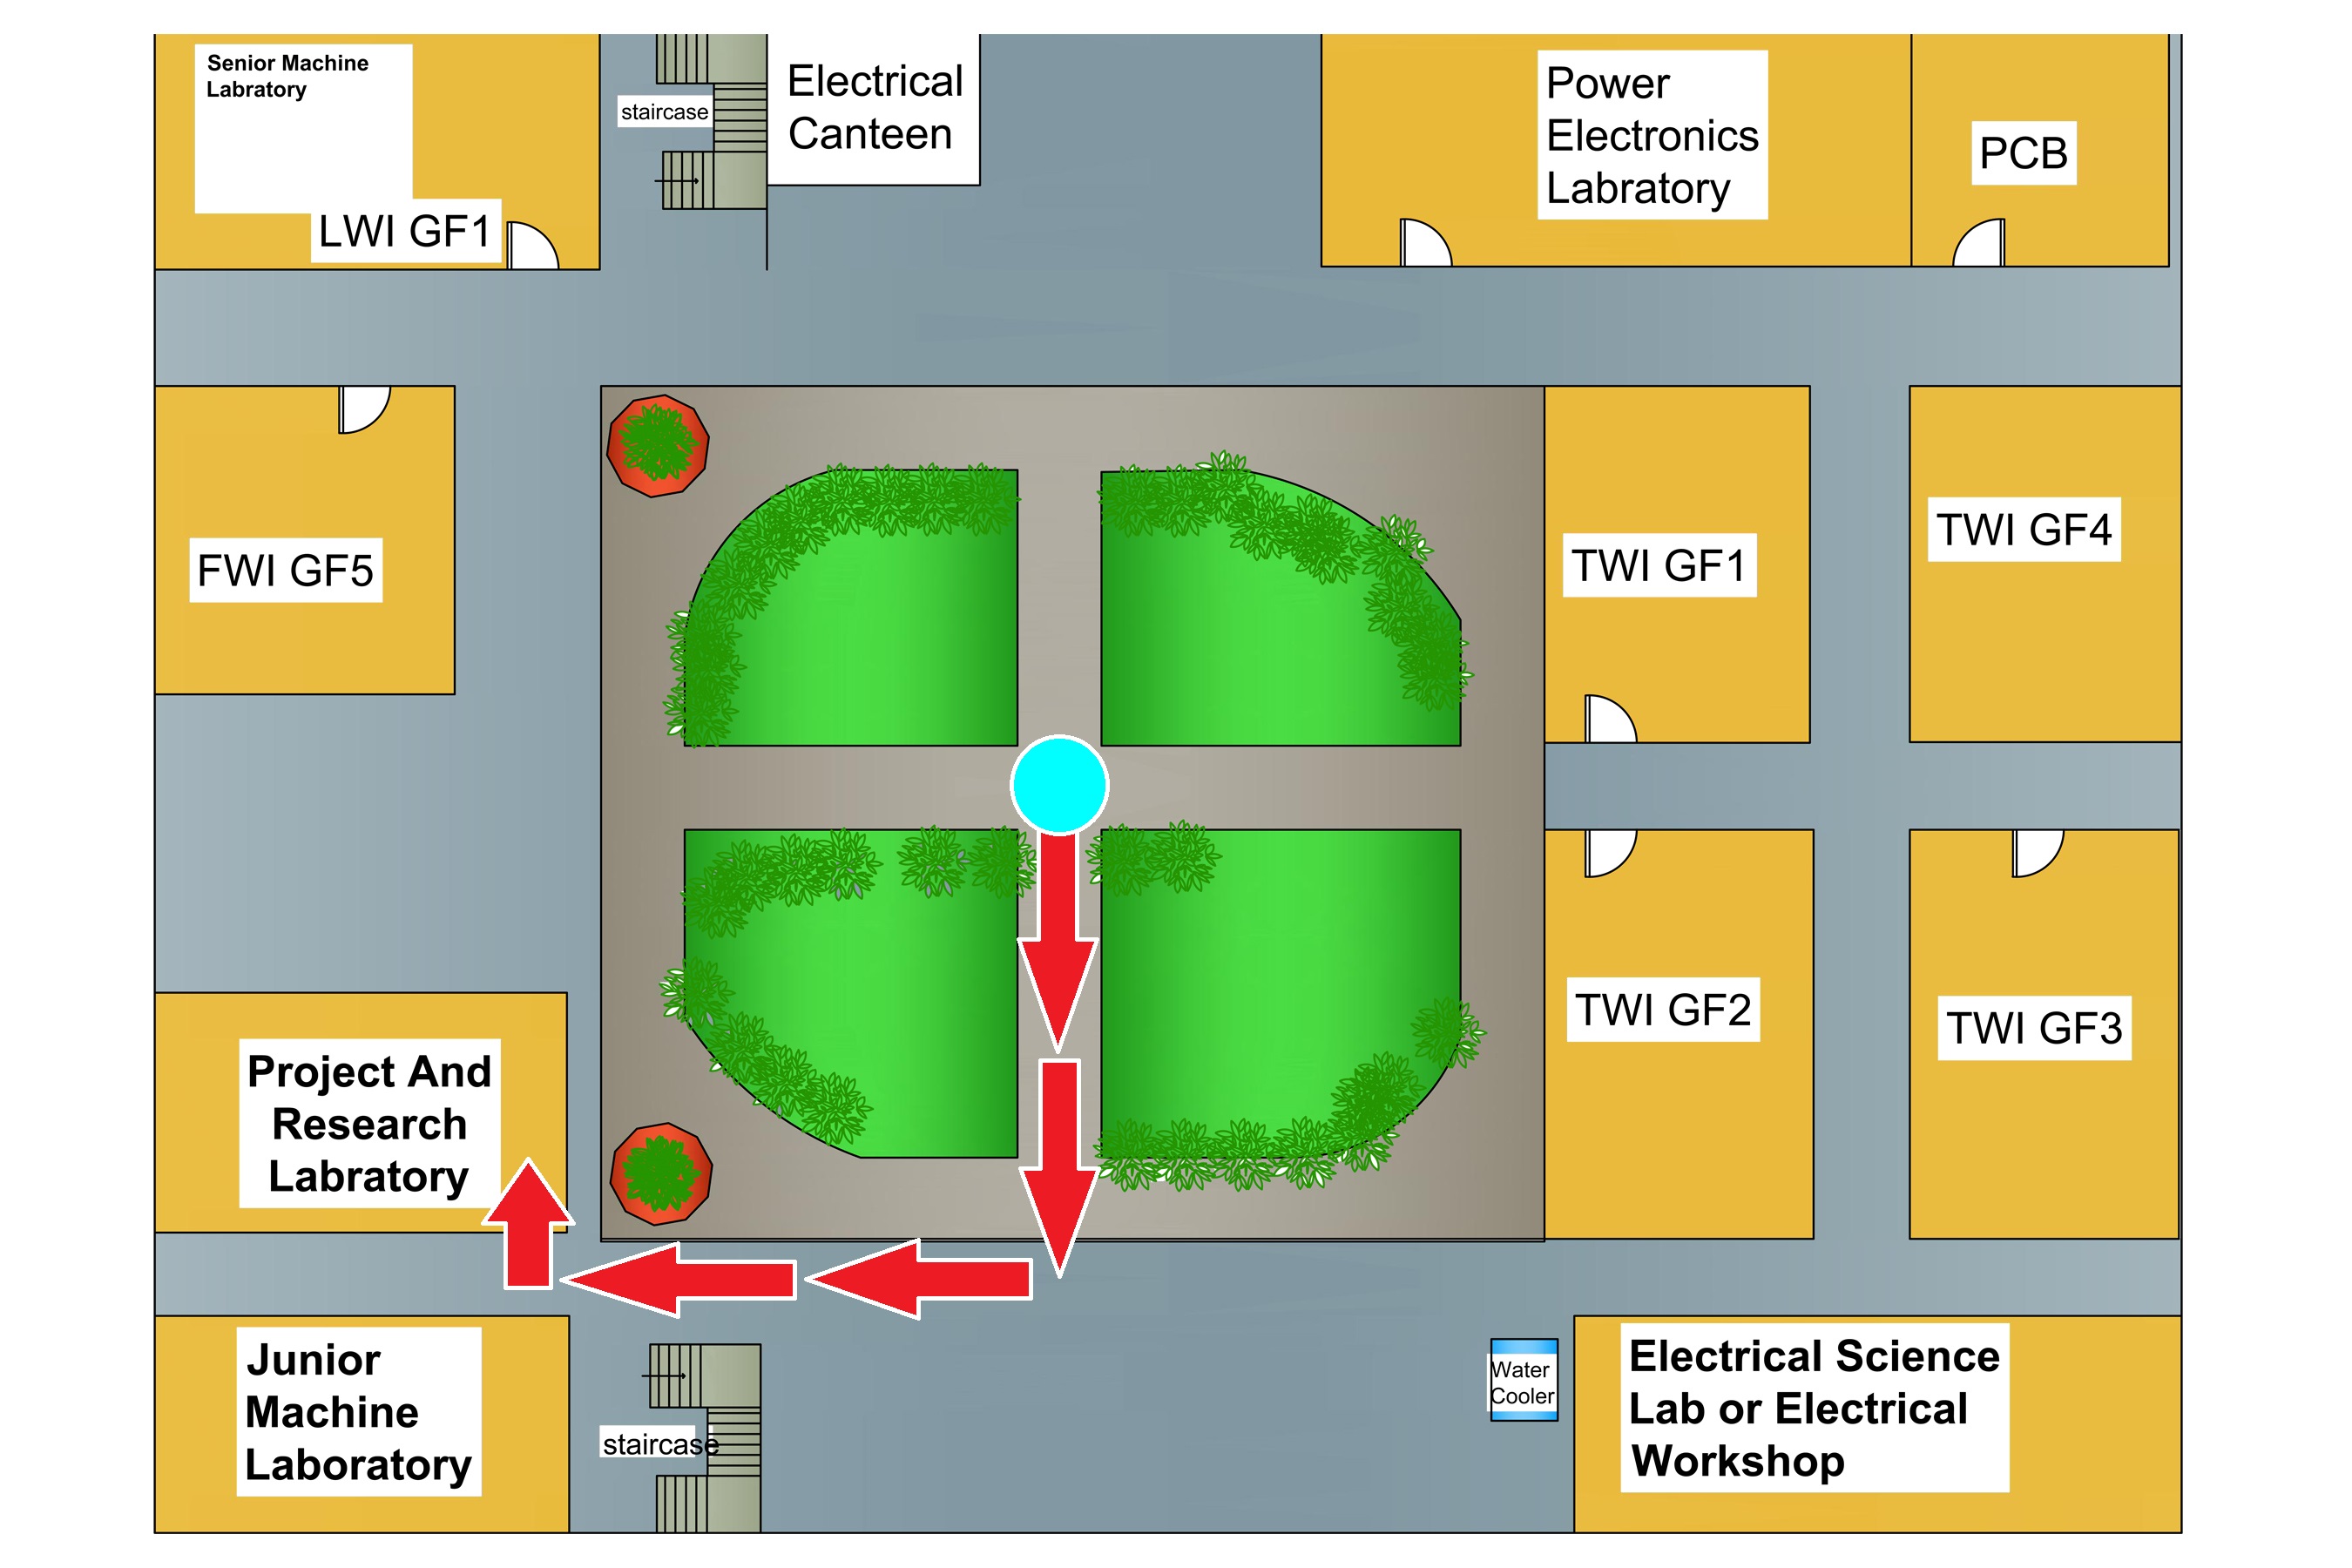 Senior Machine
Labratory
LWI GF1
staircase
Electrical
Canteen
Power
Electronics
Labratory
PCB
FWI GF5
TWI GF1
TWI GF4
Project And
Research
Labratory
TWI GF2
TWI GF3
Junior
Machine
Laboratory
staircase
Water
Cooler
Electrical Science
Lab or Electrical
Workshop